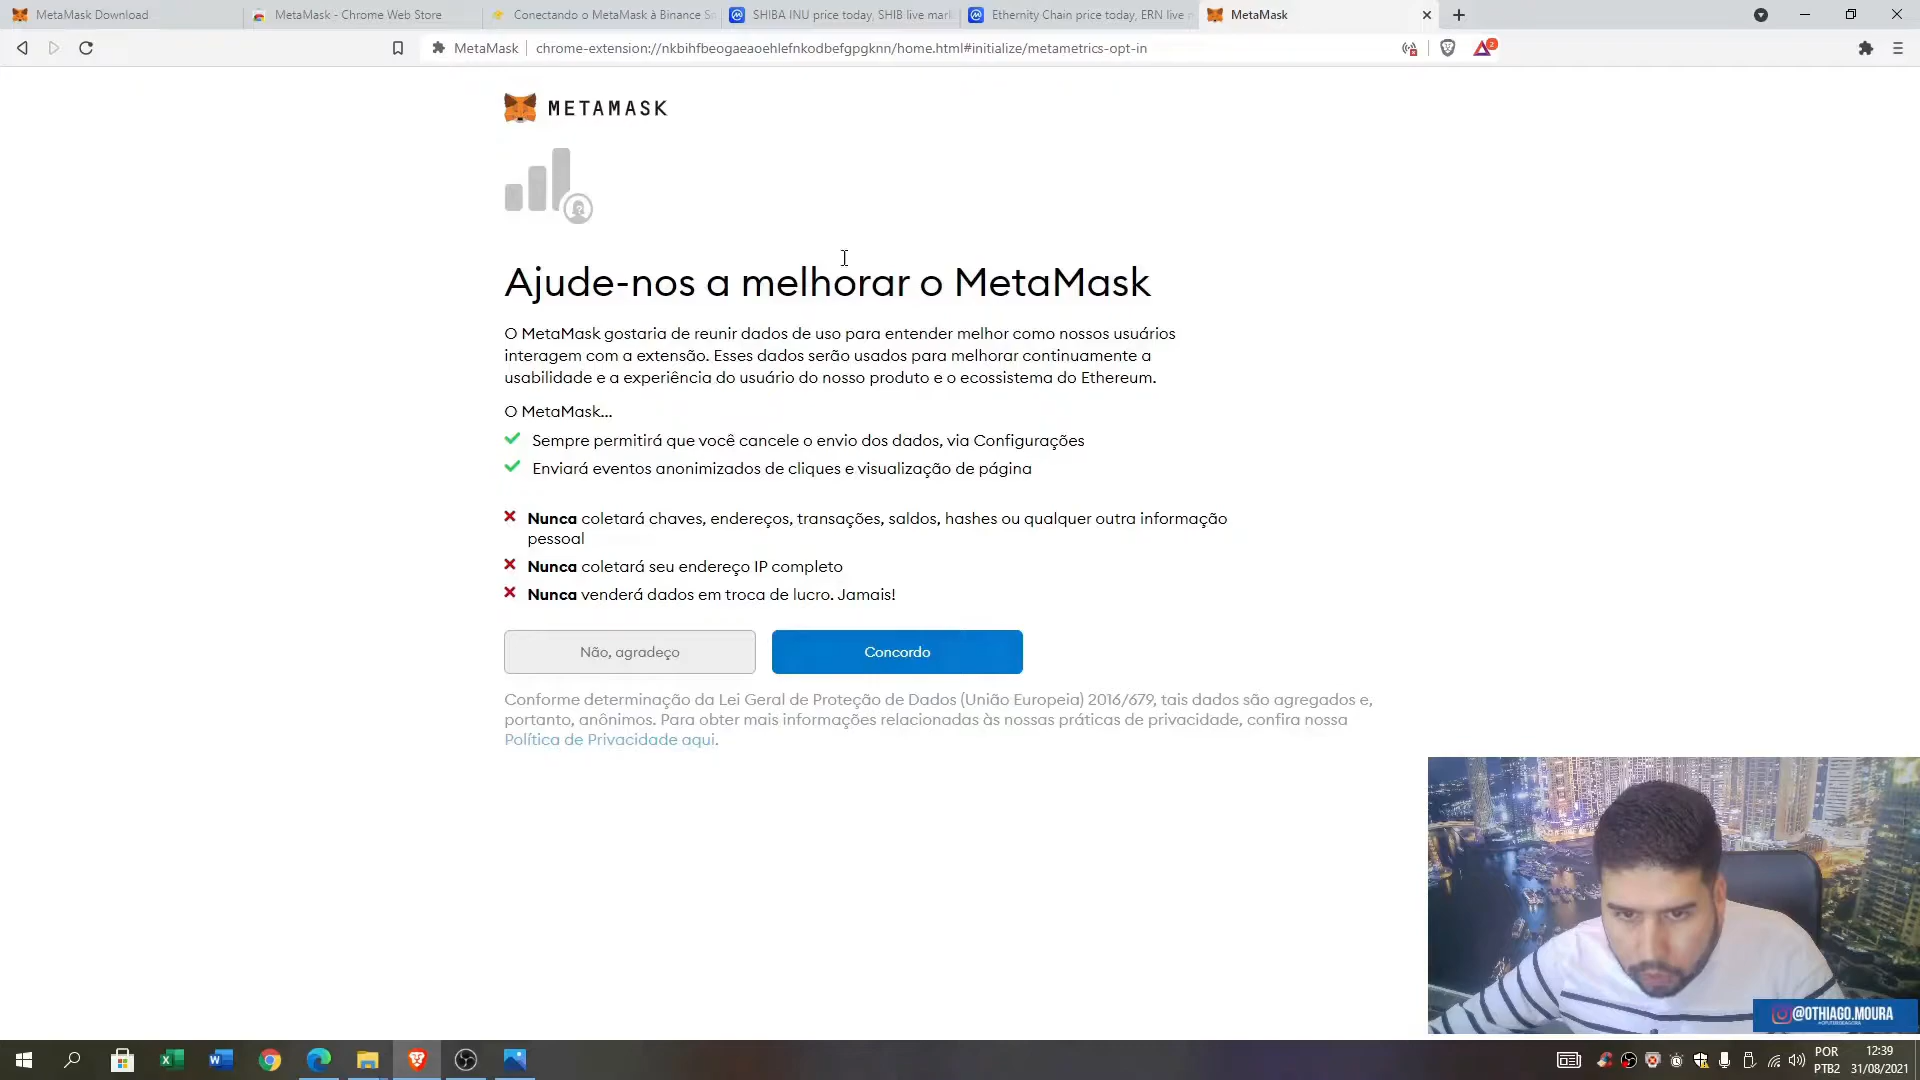 MetaMask Download
MetaMask - Chrome Web Store
Conectando o MetaMask à Binance Sm
SHIBA INU price today, SHIB live mark
Ethernity Chain price today, ERN live m
MetaMask
MetaMask
chrome-extension://nkbihfbeogaeaoehlefnkodbefgpgknn/home.html#initialize/metametrics-opt-in
2
METAMASK
Ajude-nos a melhorar o MetaMask
O MetaMask gostaria de reunir dados de uso para entender melhor como nossos usuários
interagem com a extensão. Esses dados serão usados para melhorar continuamente a
usabilidade e a experiência do usuário do nosso produto e o ecossistema do Ethereum.
O MetaMask...
Sempre permitirá que você cancele o envio dos dados, via Configurações
Enviará eventos anonimizados de cliques e visualização de página
Nunca coletará chaves, endereços, transações, saldos, hashes ou qualquer outra informação
pessoal
Nunca coletará seu endereço IP completo
Nunca venderá dados em troca de lucro. Jamais!
Não, agradeço
Concordo
Conforme determinação da Lei Geral de Proteção de Dados (União Europeia) 2016/679, tais dados são agregados e,
portanto, anônimos. Para obter mais informações relacionadas às nossas práticas de privacidade, confira nossa
Política de Privacidade aqui.
@OTHIAGO.MOURA
POR
PTB2
12:39
31/08/2021